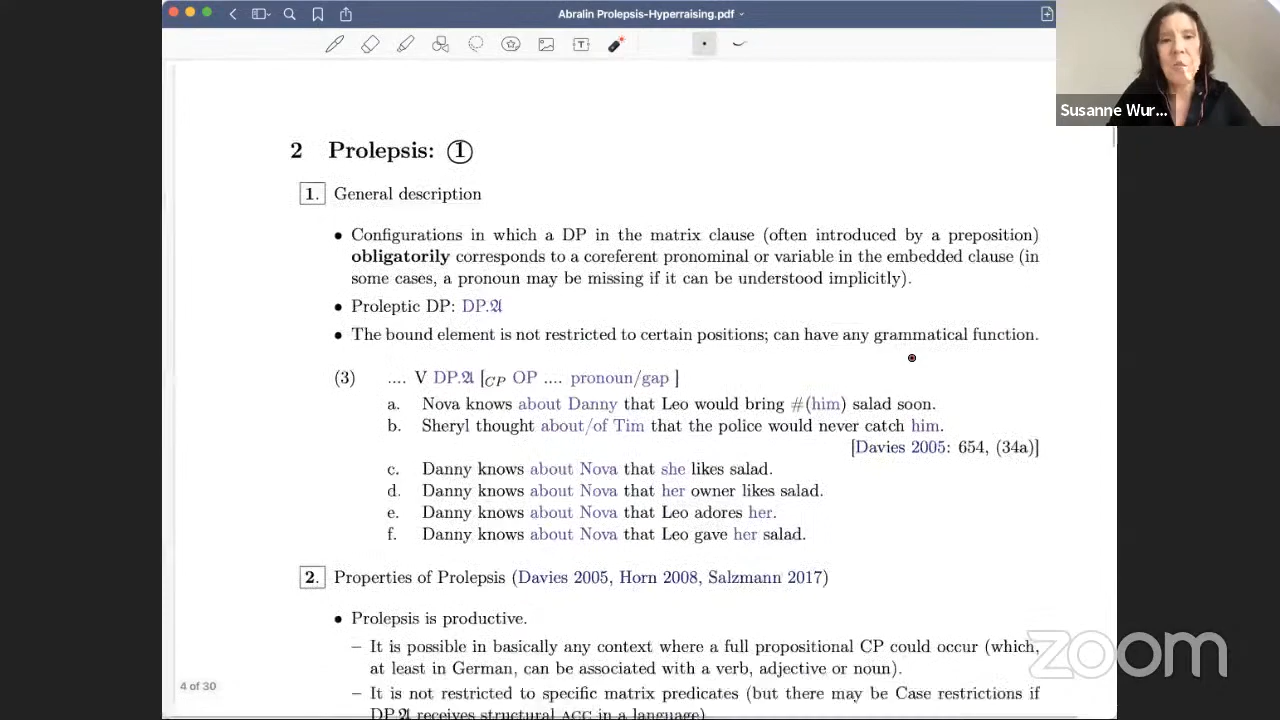 Abralin Prolepsis-Hyperraising.pdf
Susanne Wur...
2 Prolepsis: ①
1. General description
• Configurations in which a DP in the matrix clause (often introduced by a preposition)
obligatorily corresponds to a coreferent pronominal or variable in the embedded clause (in
some cases, a pronoun may be missing if it can be understood implicitly).
• Proleptic DP: DP.𝔄
• The bound element is not restricted to certain positions; can have any grammatical function.
(3) .... V DP.𝔄 [CP OP .... pronoun/gap ]
a. Nova knows about Danny that Leo would bring #(him) salad soon.
b. Sheryl thought about/of Tim that the police would never catch him.
[Davies 2005: 654, (34a)]
c. Danny knows about Nova that she likes salad.
d. Danny knows about Nova that her owner likes salad.
e. Danny knows about Nova that Leo adores her.
f. Danny knows about Nova that Leo gave her salad.
2. Properties of Prolepsis (Davies 2005, Horn 2008, Salzmann 2017)
• Prolepsis is productive.
– It is possible in basically any context where a full propositional CP could occur (which,
at least in German, can be associated with a verb, adjective or noun).
– It is not restricted to specific matrix predicates (but there may be Case restrictions if
DP.𝔄 receives structural ACC in a language)
4 of 30
zoom